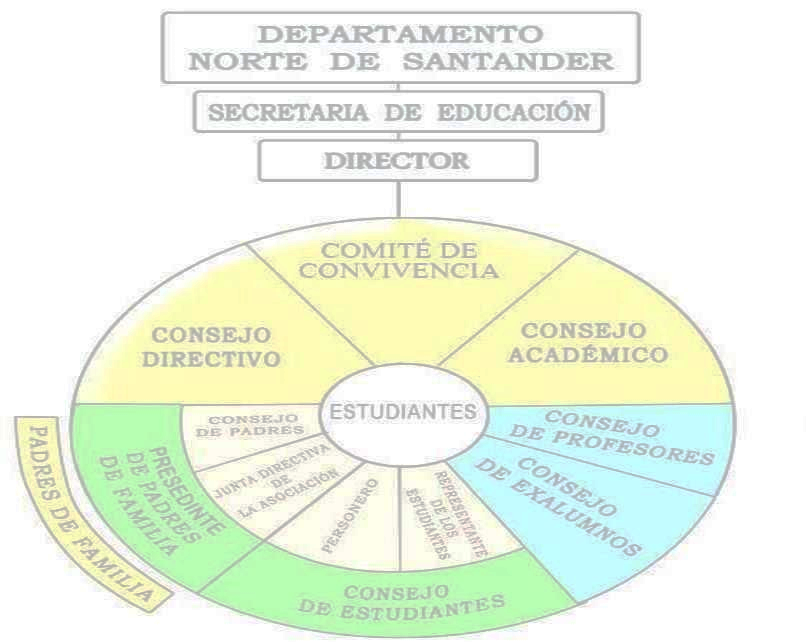 DEPARTAMENTO
NORTE DE SANTANDER
SECRETARIA DE EDUCACIÓN
DIRECTOR
COMITÉ DE
CONVIVENCIA
CONSEJO
DIRECTIVO
CONSEJO
ACADÉMICO
ESTUDIANTES
CONSEJO
DE PADRES
JUNTA DIRECTIVA
DE
LA ASOCIACIÓN
PERSONERO
REPRESENTANTE
DE LOS
ESTUDIANTES
CONSEJO
DE PROFESORES
CONSEJO
DE EXALUMNOS
PRESEDINTE
DE PADRES
DE FAMILIA
PADRES DE FAMILIA
CONSEJO
DE ESTUDIANTES